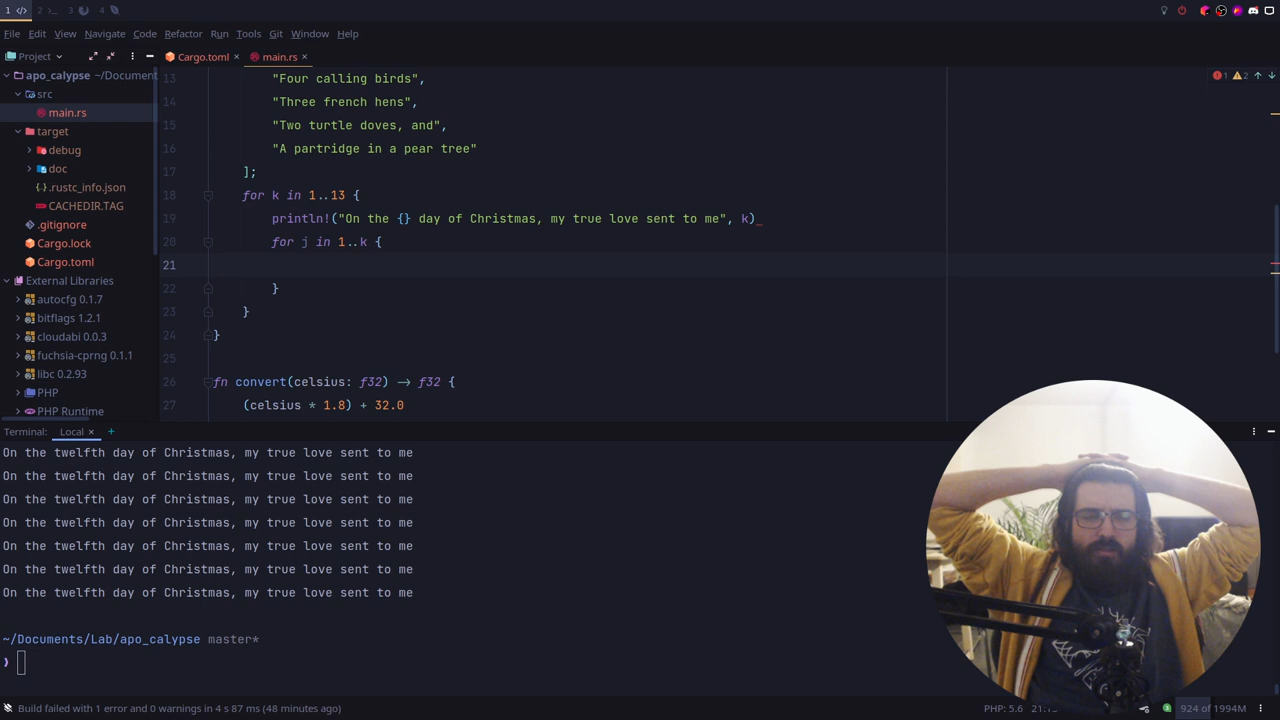 1 2 3 4
File Edit View Navigate Code Refactor Run Tools Git Window Help
Project Cargo.toml × main.rs ×
apo_calypse ~/Document
src
main.rs
target
debug
doc
.rustc_info.json
CACHEDIR.TAG
.gitignore
Cargo.lock
Cargo.toml
External Libraries
autocfg 0.1.7
bitflags 1.2.1
cloudabi 0.0.3
fuchsia-cprng 0.1.1
libc 0.2.93
PHP
PHP Runtime
1 2
13 "Four calling birds",
14 "Three french hens",
15 "Two turtle doves, and",
16 "A partridge in a pear tree"
17 ];
18 for k in 1..13 {
19 println!("On the {} day of Christmas, my true love sent to me", k)
20 for j in 1..k {
21
22 }
23 }
24 }
25
26 fn convert(celsius: f32) → f32 {
27 (celsius * 1.8) + 32.0
Terminal: Local × +
On the twelfth day of Christmas, my true love sent to me
On the twelfth day of Christmas, my true love sent to me
On the twelfth day of Christmas, my true love sent to me
On the twelfth day of Christmas, my true love sent to me
On the twelfth day of Christmas, my true love sent to me
On the twelfth day of Christmas, my true love sent to me
On the twelfth day of Christmas, my true love sent to me
~/Documents/Lab/apo_calypse master*
❯
Build failed with 1 error and 0 warnings in 4 s 87 ms (48 minutes ago) PHP: 5.6 924 of 1994M